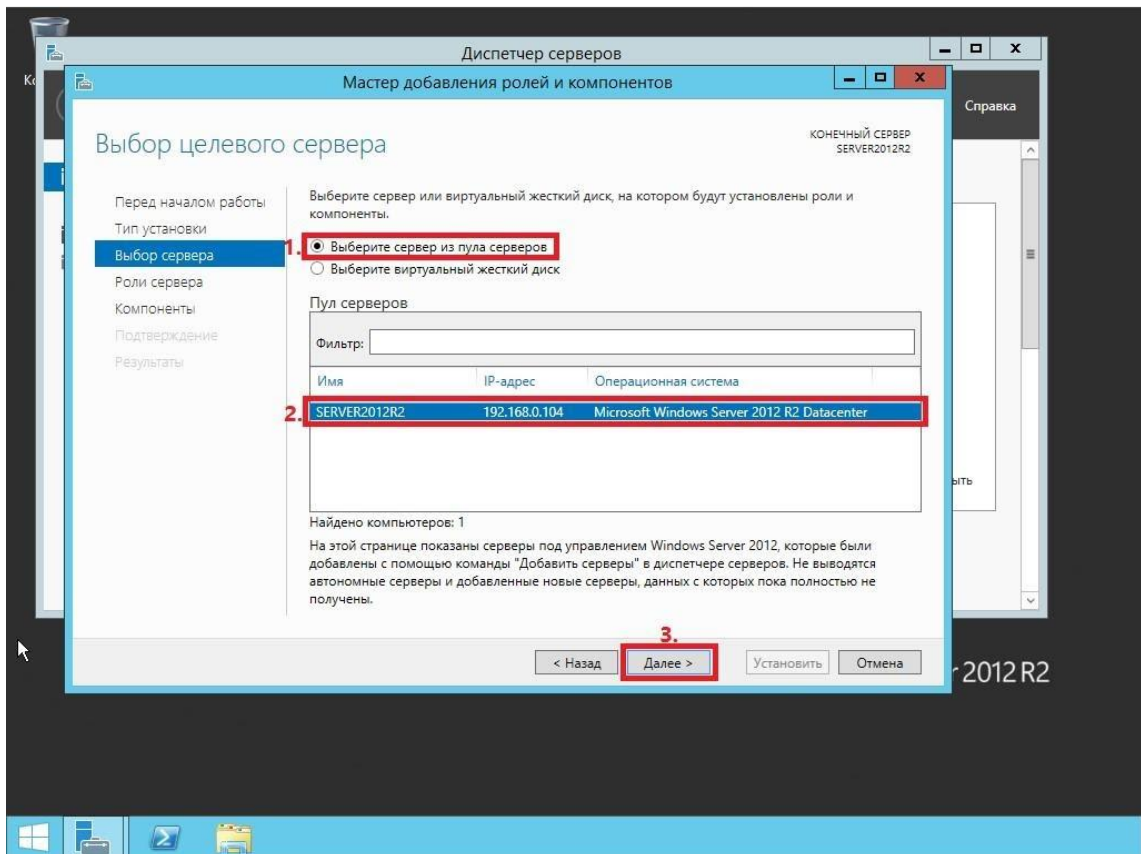 Диспетчер серверов
Мастер добавления ролей и компонентов
Справка
Выбор целевого сервера
КОНЕЧНЫЙ СЕРВЕР
SERVER2012R2
Перед началом работы
Тип установки
Выбор сервера
Роли сервера
Компоненты
Подтверждение
Результаты
Выберите сервер или виртуальный жесткий диск, на котором будут установлены роли и
компоненты.
1. Выберите сервер из пула серверов
Выберите виртуальный жесткий диск
Пул серверов
Фильтр:
Имя IP-адрес Операционная система
2. SERVER2012R2 192.168.0.104 Microsoft Windows Server 2012 R2 Datacenter
ыть
Найдено компьютеров: 1
На этой странице показаны серверы под управлением Windows Server 2012, которые были
добавлены с помощью команды "Добавить серверы" в диспетчере серверов. Не выводятся
автономные серверы и добавленные новые серверы, данных с которых пока полностью не
получены.
3.
< Назад Далее > Установить Отмена
r 2012 R2